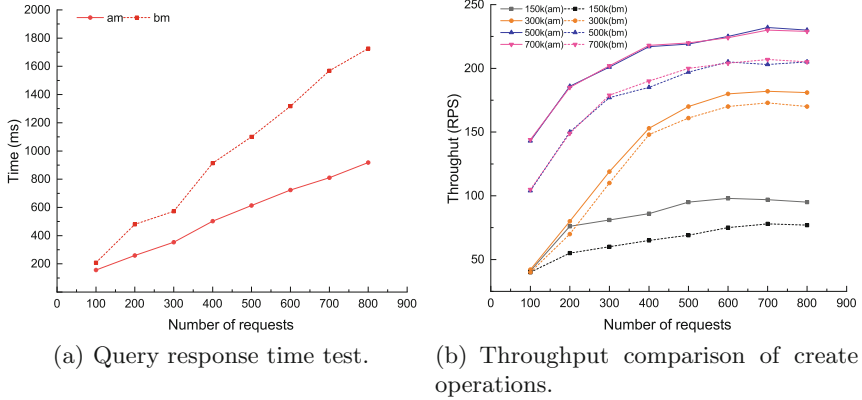 am bm
2000
1800
1600
1400
1200
1000
800
600
400
200
Time (ms)
0 100 200 300 400 500 600 700 800 900
Number of requests
(a) Query response time test.
150k(am) 150k(bm)
300k(am) 300k(bm)
500k(am) 500k(bm)
700k(am) 700k(bm)
250
200
150
100
50
Throughut (RPS)
0 100 200 300 400 500 600 700 800 900
Number of requests
(b) Throughput comparison of create
operations.